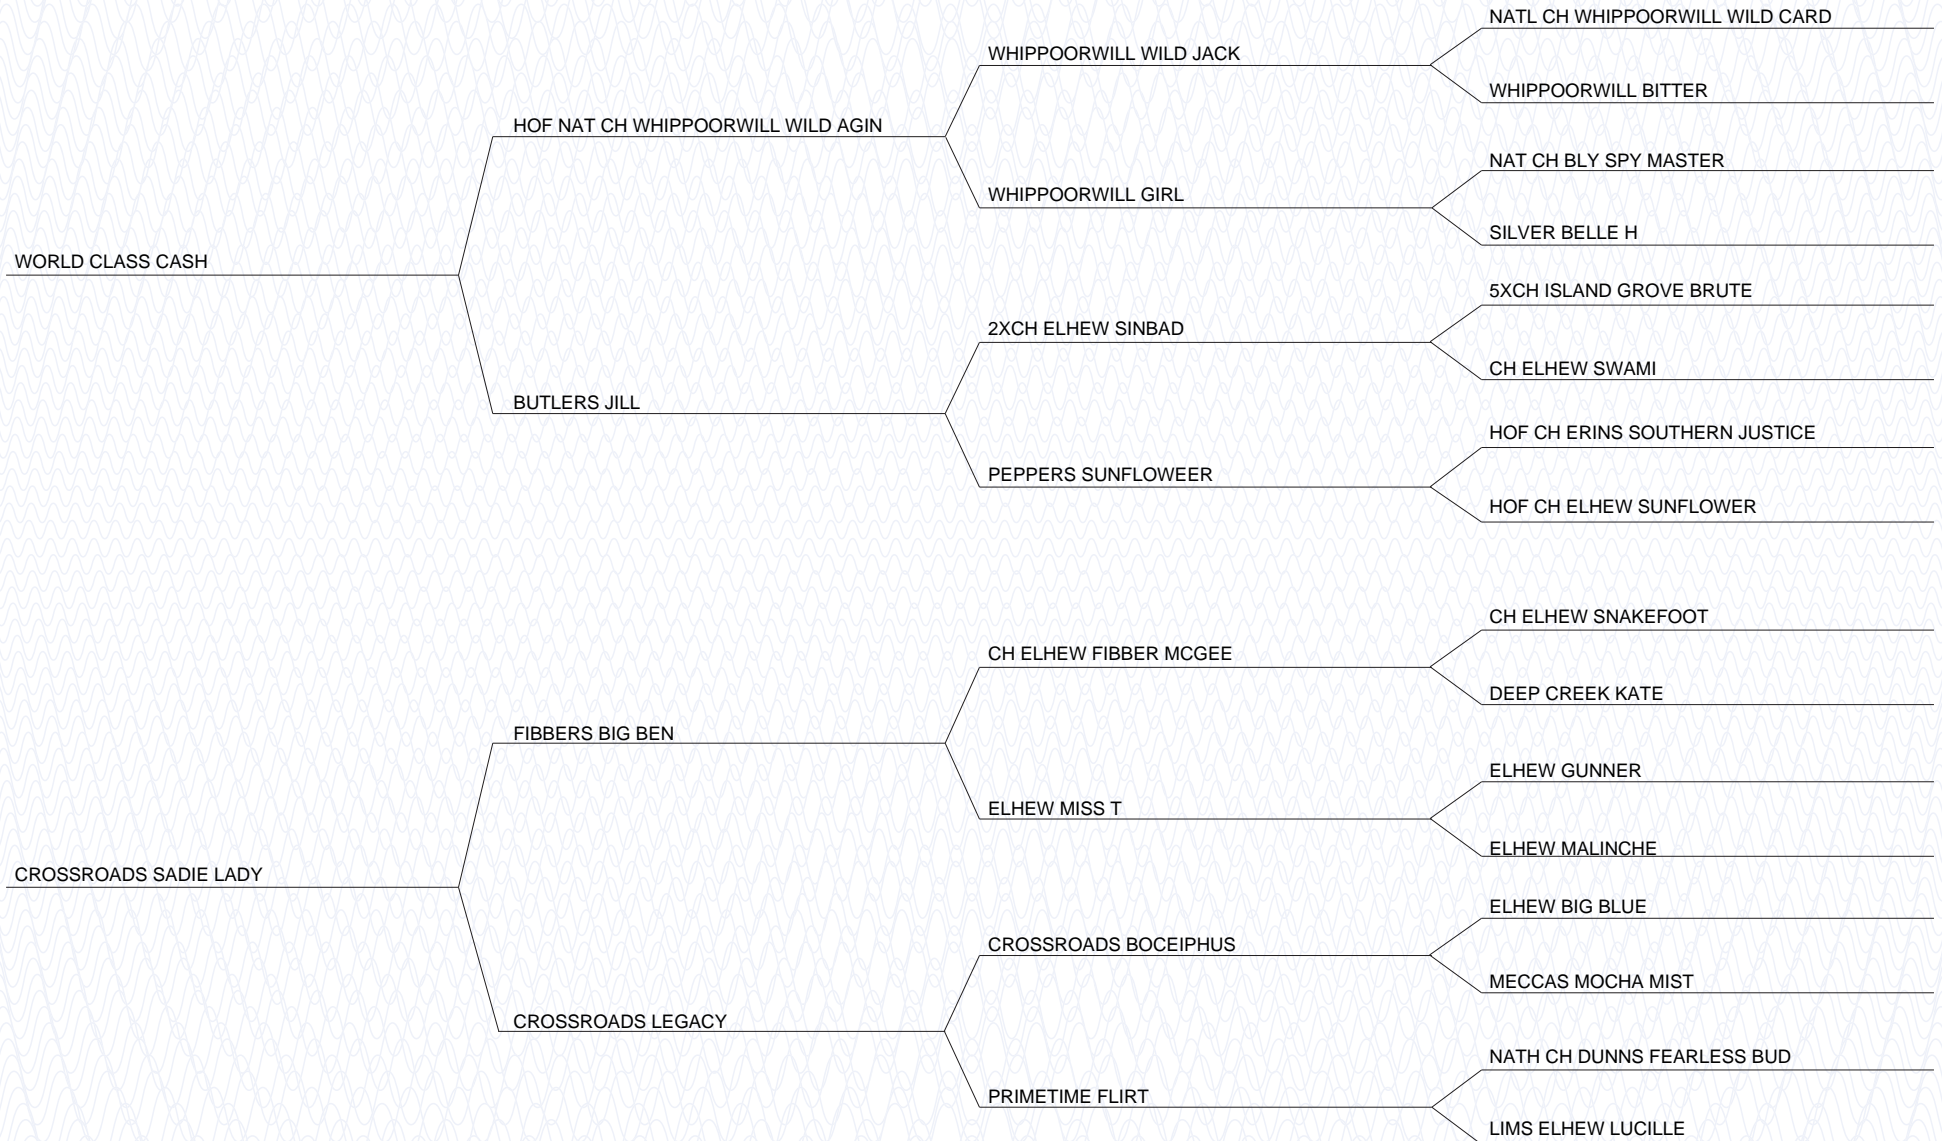 NATL CH WHIPPOORWILL WILD CARD
WHIPPOORWILL WILD JACK
WHIPPOORWILL BITTER
HOF NAT CH WHIPPOORWILL WILD AGIN
NAT CH BLY SPY MASTER
WHIPPOORWILL GIRL
SILVER BELLE H
WORLD CLASS CASH
5XCH ISLAND GROVE BRUTE
2XCH ELHEW SINBAD
CH ELHEW SWAMI
BUTLERS JILL
HOF CH ERINS SOUTHERN JUSTICE
PEPPERS SUNFLOWEER
HOF CH ELHEW SUNFLOWER
CH ELHEW SNAKEFOOT
CH ELHEW FIBBER MCGEE
DEEP CREEK KATE
FIBBERS BIG BEN
ELHEW GUNNER
ELHEW MISS T
ELHEW MALINCHE
CROSSROADS SADIE LADY
ELHEW BIG BLUE
CROSSROADS BOCEIPHUS
MECCAS MOCHA MIST
CROSSROADS LEGACY
NATH CH DUNNS FEARLESS BUD
PRIMETIME FLIRT
LIMS ELHEW LUCILLE